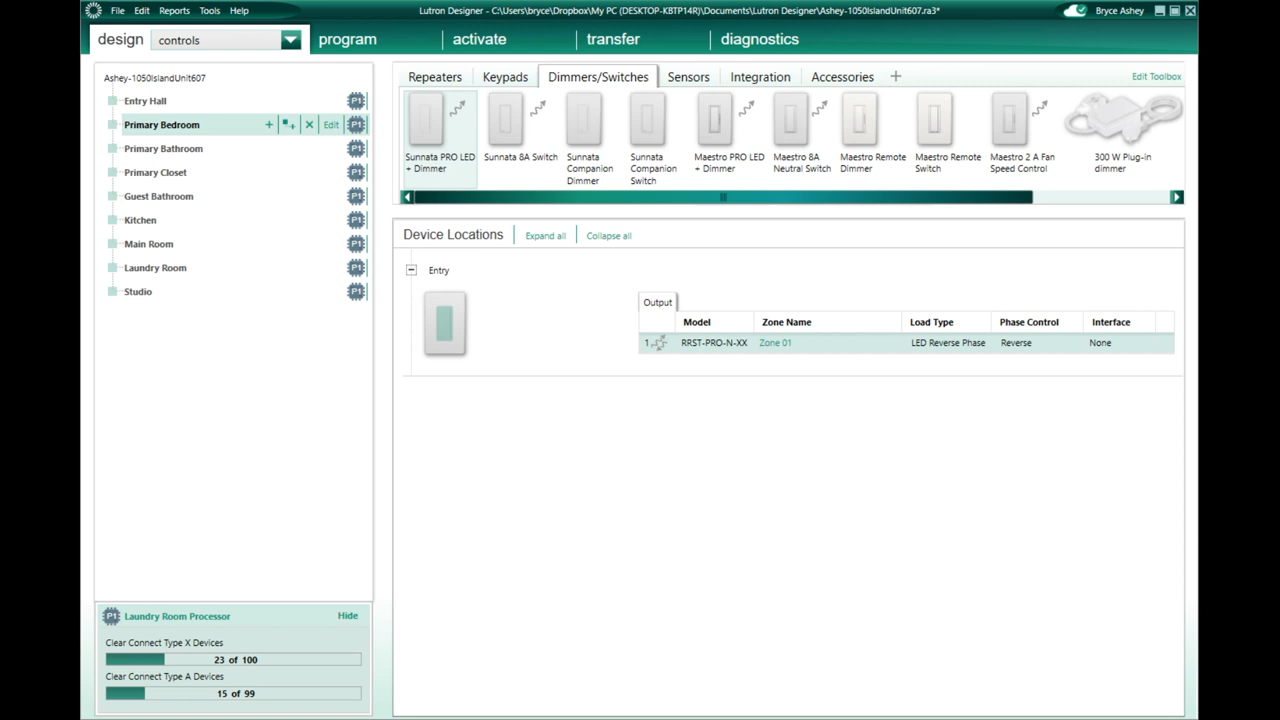 File Edit Reports Tools Help
Lutron Designer - C:\Users\bryce\Dropbox\My PC (DESKTOP-KBTP14R)\Documents\Lutron Designer\Ashey-1050IslandUnit607.ra3*
Bryce Ashey
design controls program activate transfer diagnostics
Ashey-1050IslandUnit607
Entry Hall P1
Primary Bedroom + + × Edit P1
Primary Bathroom P1
Primary Closet P1
Guest Bathroom P1
Kitchen P1
Main Room P1
Laundry Room P1
Studio P1
P1 Laundry Room Processor Hide
Clear Connect Type X Devices
23 of 100
Clear Connect Type A Devices
15 of 99
Repeaters Keypads Dimmers/Switches Sensors Integration Accessories + Edit Toolbox
Sunnata PRO LED
+ Dimmer
Sunnata 8A Switch
Sunnata
Companion
Dimmer
Sunnata
Companion
Switch
Maestro PRO LED
+ Dimmer
Maestro 8A
Neutral Switch
Maestro Remote
Dimmer
Maestro Remote
Switch
Maestro 2 A Fan
Speed Control
300 W Plug-in
dimmer
Device Locations Expand all Collapse all
Entry
Output
Model Zone Name Load Type Phase Control Interface
1 RRST-PRO-N-XX Zone 01 LED Reverse Phase Reverse None